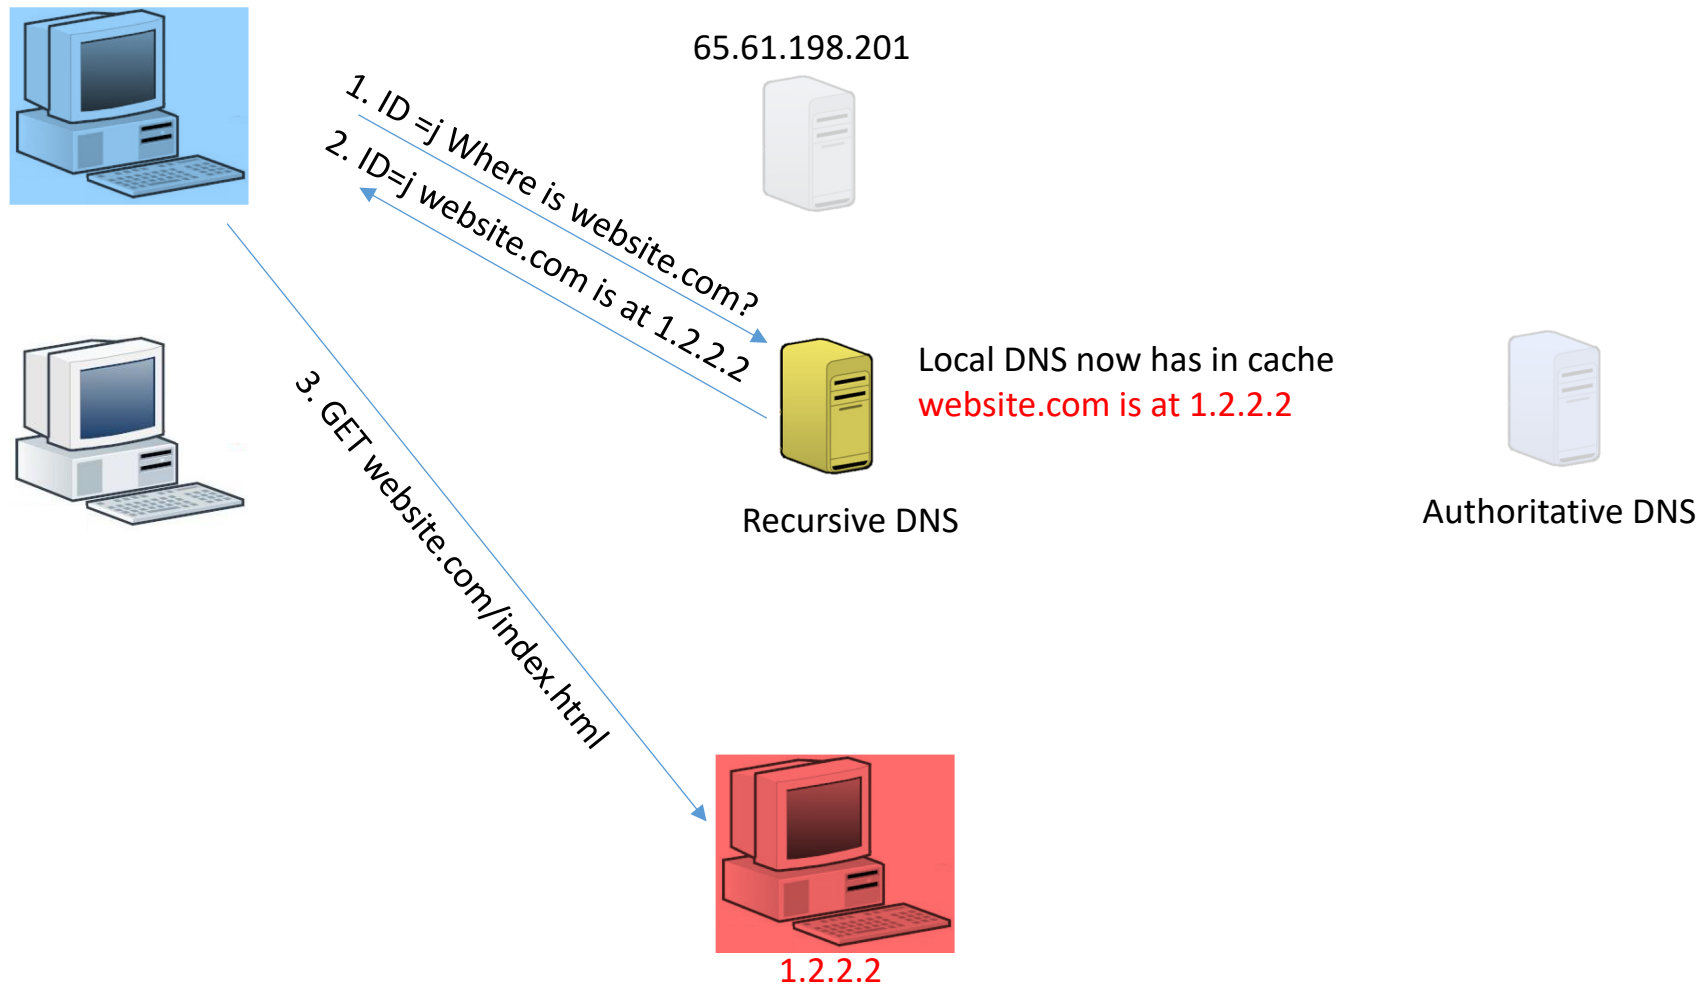 65.61.198.201
1. ID =j Where is website.com?
2. ID=j website.com is at 1.2.2.2
3. GET website.com/index.html
Local DNS now has in cache
website.com is at 1.2.2.2
Recursive DNS
Authoritative DNS
1.2.2.2